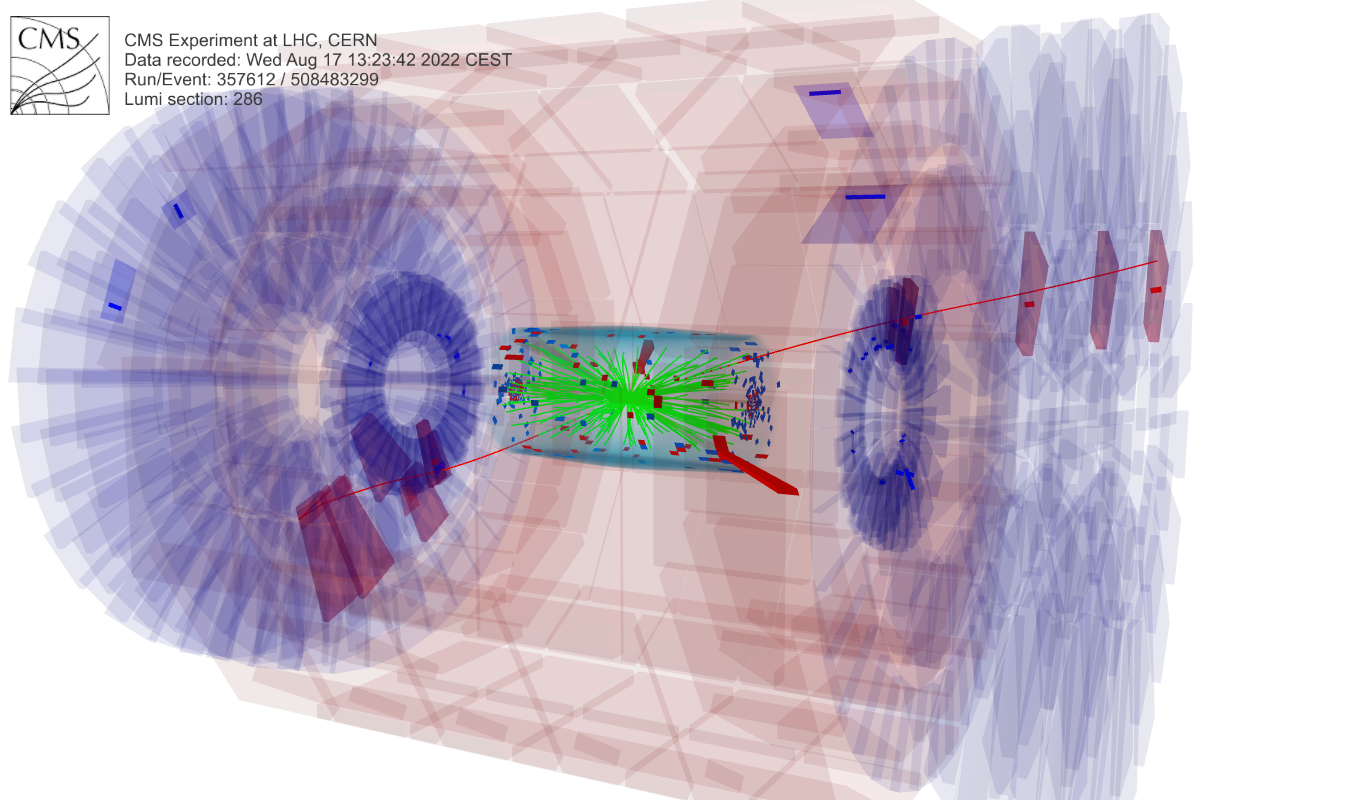 CMS
CMS Experiment at LHC, CERN
Data recorded: Wed Aug 17 13:23:42 2022 CEST
Run/Event: 357612 / 508483299
Lumi section: 286